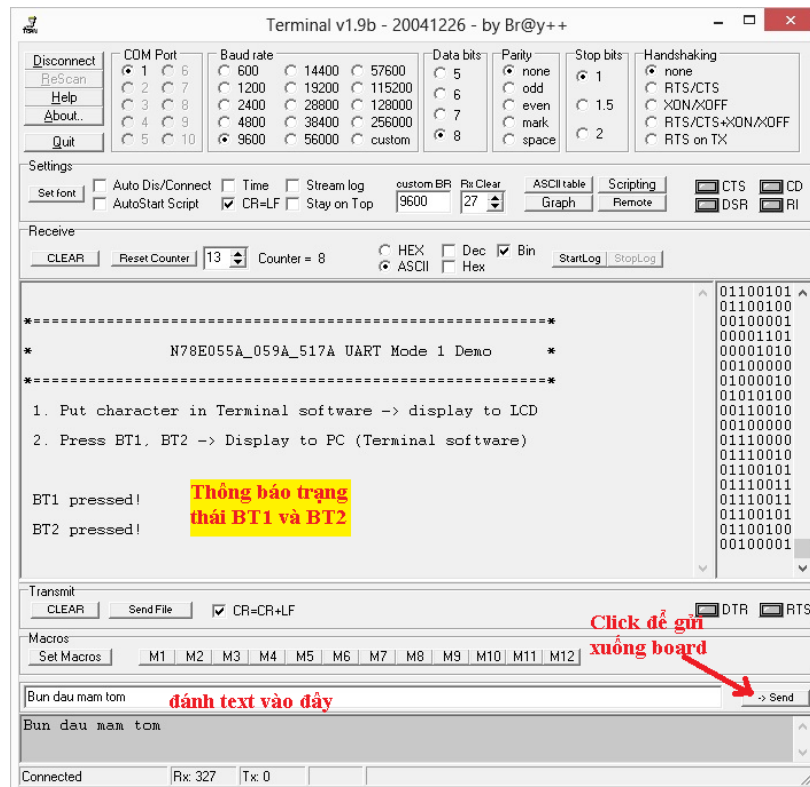 Terminal v1.9b - 20041226 - by Br@y++
Disconnect
ReScan
Help
About..
Quit
COM Port
1 6
2 7
3 8
4 9
5 10
Baud rate
600 14400 57600
1200 19200 115200
2400 28800 128000
4800 38400 256000
9600 56000 custom
Data bits
5
6
7
8
Parity
none
odd
even
mark
space
Stop bits
1
1.5
2
Handshaking
none
RTS/CTS
XON/XOFF
RTS/CTS+XON/XOFF
RTS on TX
Settings
Set font
Auto Dis/Connect Time Stream log
AutoStart Script CR=LF Stay on Top
custom BR Rx Clear
9600 27
ASCII table Scripting
Graph Remote
CTS CD
DSR RI
Receive
CLEAR Reset Counter 13 Counter = 8
HEX Dec Bin
ASCII Hex
StartLog StopLog
*=========================================================*
* N78E055A_059A_517A UART Mode 1 Demo *
*=========================================================*
1. Put character in Terminal software -> display to LCD
2. Press BT1, BT2 -> Display to PC (Terminal software)
BT1 pressed!
BT2 pressed!
Thông báo trạng
thái BT1 và BT2
01100101
01100100
00100001
00001101
00001010
00100000
01000010
01010100
00110010
00100000
01110000
01110010
01100101
01110011
01110011
01100101
01100100
00100001
Transmit
CLEAR Send File CR=CR+LF
DTR RTS
Click để gửi
xuống board
Macros
Set Macros M1 M2 M3 M4 M5 M6 M7 M8 M9 M10 M11 M12
Bun dau mam tom
đánh text vào đây
-> Send
Bun dau mam tom
Connected Rx: 327 Tx: 0